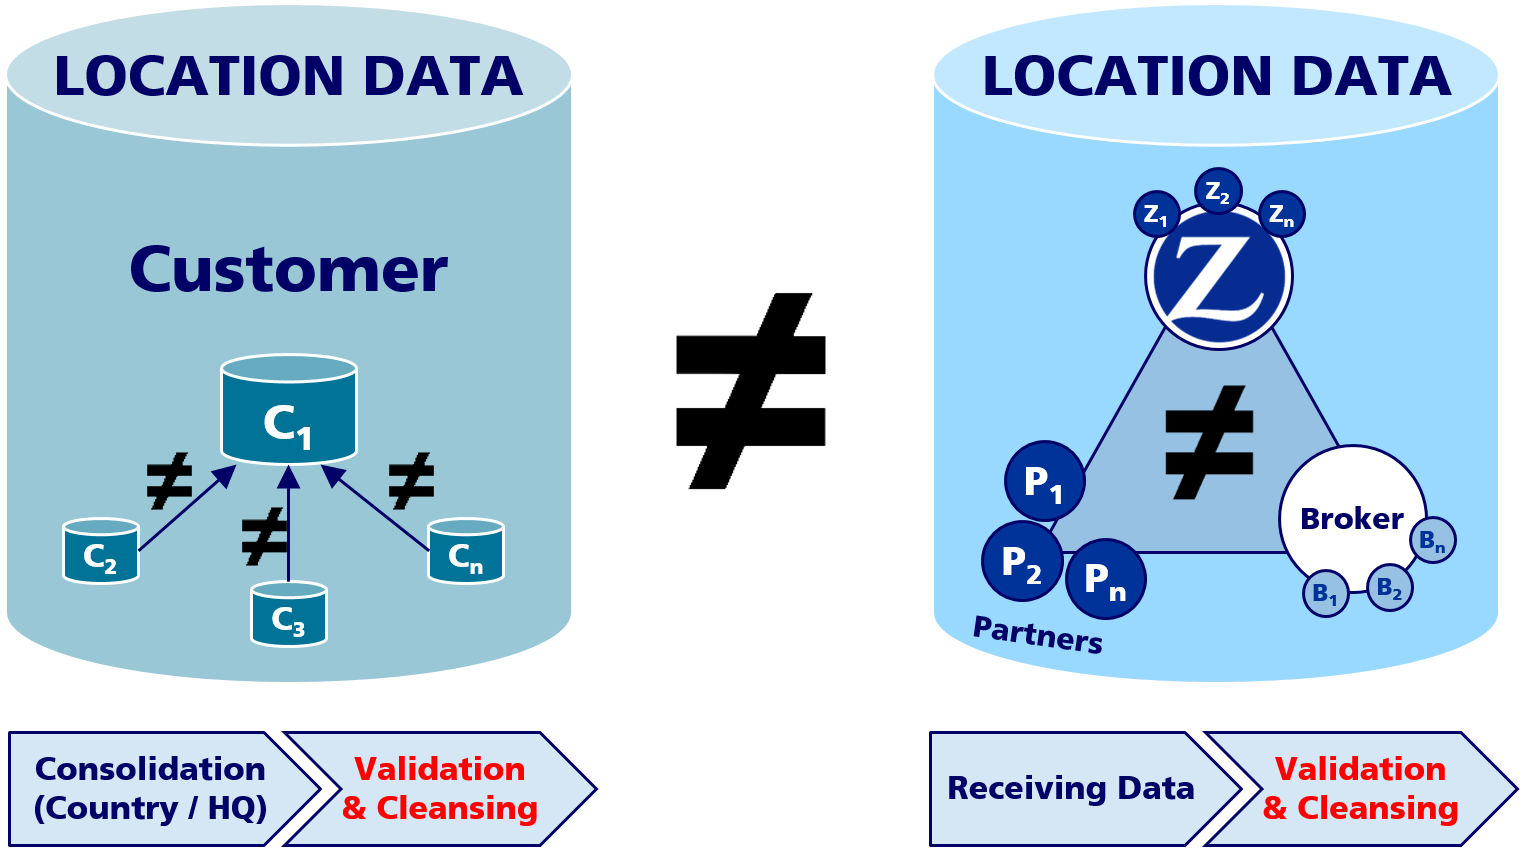 LOCATION DATA
Customer
C1
≠
≠
≠
C2
C3
Cn
≠
LOCATION DATA
Z1
Z2
Zn
Z
≠
P1
P2
Pn
Partners
Broker
B1
B2
Bn
Consolidation
(Country / HQ)
Validation
& Cleansing
Receiving Data
Validation
& Cleansing